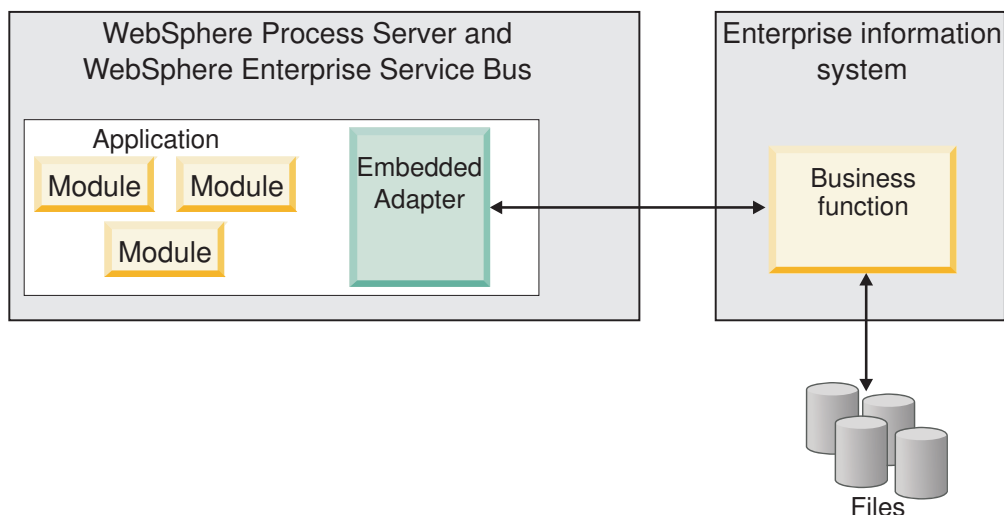 WebSphere Process Server and
WebSphere Enterprise Service Bus
Application
Module
Module
Module
Embedded
Adapter
Enterprise information
system
Business
function
Files